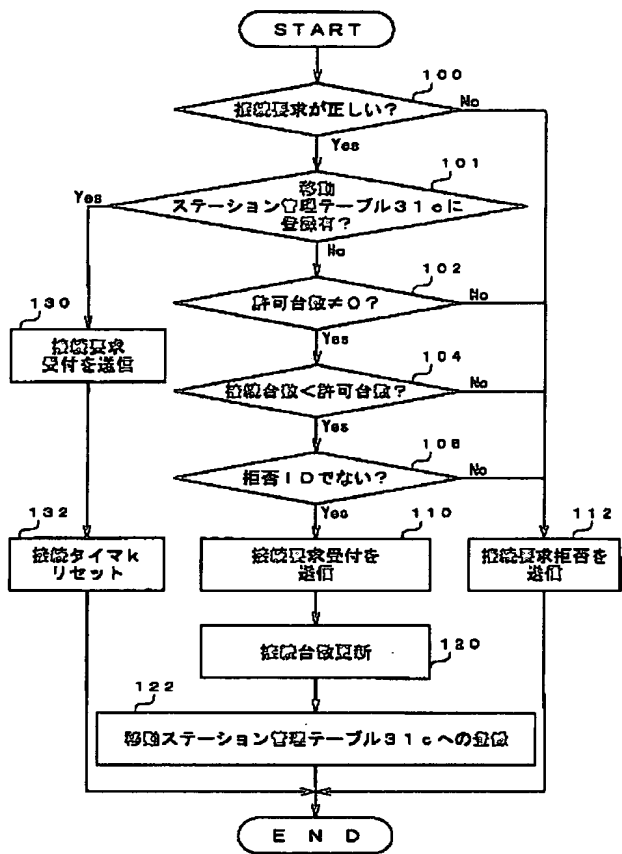 START
100
接続要求が正しい?
No
Yes
101
Yes
移動
ステーション管理テーブル31cに
登録有?
No
102
許可台数≠0?
No
130
接続要求
受付を送信
Yes
104
接続台数<許可台数?
No
Yes
108
拒否IDでない?
No
Yes
132
接続タイマk
リセット
110
接続要求受付を
送信
112
接続要求拒否を
送信
接続台数更新
120
122
移動ステーション管理テーブル31cへの登録
END